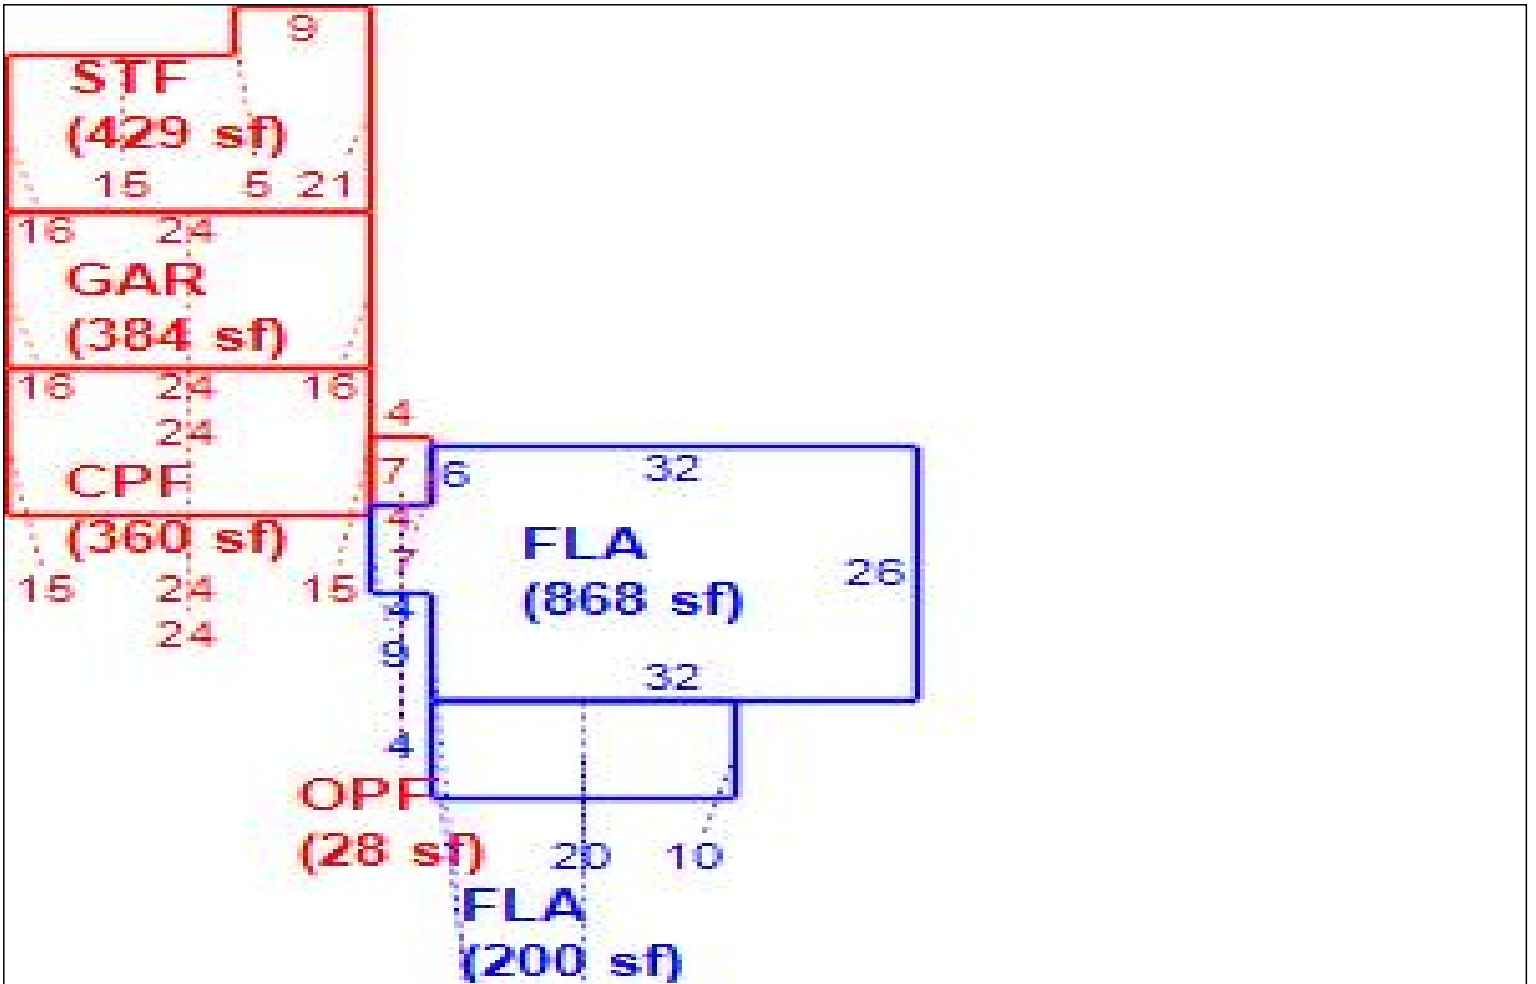 9
STF
(429 sf)
15 5 21
16 24
GAR
(384 sf)
16 24 16
4
24
7 6 32
CPF
4
(360 sf)
FLA
7
26
15 24 15
(868 sf)
4
24
9
32
4
OPF
(28 sf)
20 10
FLA
(200 sf)